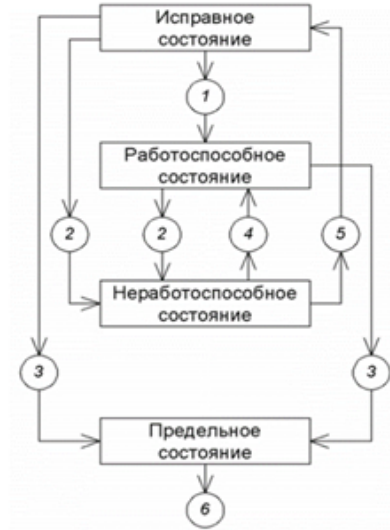 Исправное
состояние
1
Работоспособное
состояние
2
2
4
5
Неработоспособное
состояние
3
3
Предельное
состояние
6